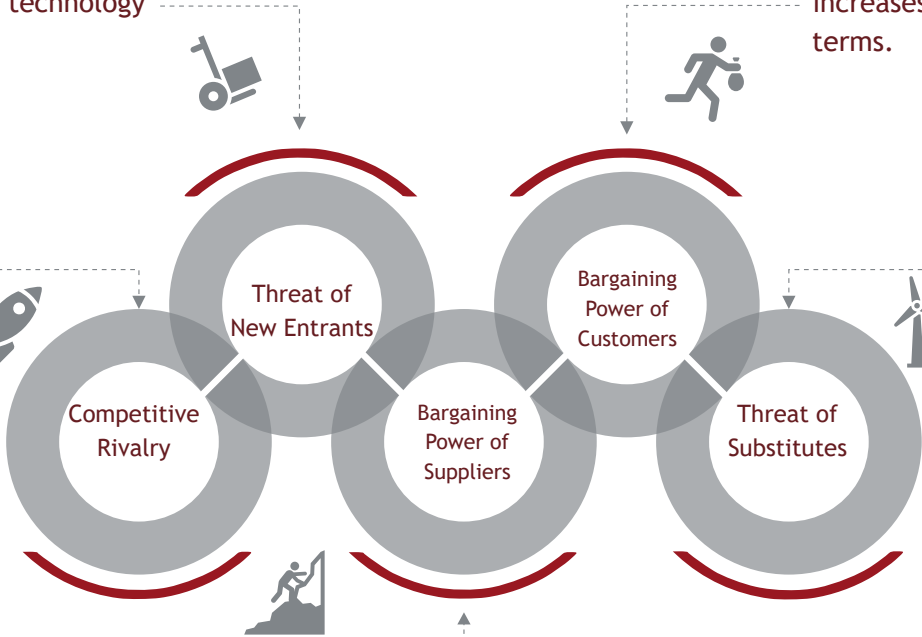 technology
increases
terms.
Threat of
New Entrants
Bargaining
Power of
Customers
Competitive
Rivalry
Bargaining
Power of
Suppliers
Threat of
Substitutes